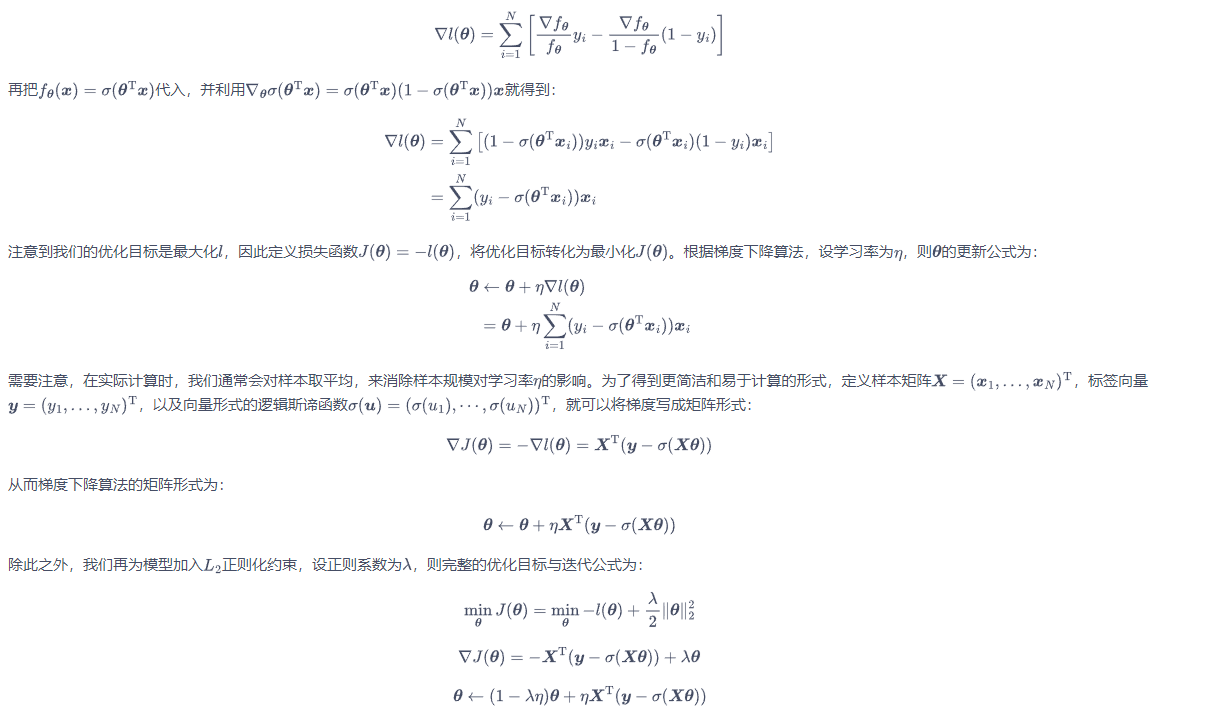 $$\nabla l(\boldsymbol{\theta}) = \sum_{i=1}^{N} \left[ \frac{\nabla f_{\boldsymbol{\theta}}}{f_{\boldsymbol{\theta}}} y_i - \frac{\nabla f_{\boldsymbol{\theta}}}{1 - f_{\boldsymbol{\theta}}} (1 - y_i) \right]$$
再把$f_{\boldsymbol{\theta}}(\boldsymbol{x}) = \sigma(\boldsymbol{\theta}^{\mathrm{T}}\boldsymbol{x})$代入，并利用$\nabla_{\boldsymbol{\theta}}\sigma(\boldsymbol{\theta}^{\mathrm{T}}\boldsymbol{x}) = \sigma(\boldsymbol{\theta}^{\mathrm{T}}\boldsymbol{x})(1 - \sigma(\boldsymbol{\theta}^{\mathrm{T}}\boldsymbol{x}))\boldsymbol{x}$就得到：
$$\nabla l(\boldsymbol{\theta}) = \sum_{i=1}^{N} \left[ (1 - \sigma(\boldsymbol{\theta}^{\mathrm{T}}\boldsymbol{x}_i)) y_i \boldsymbol{x}_i - \sigma(\boldsymbol{\theta}^{\mathrm{T}}\boldsymbol{x}_i)(1 - y_i)\boldsymbol{x}_i \right]$$
$$= \sum_{i=1}^{N} (y_i - \sigma(\boldsymbol{\theta}^{\mathrm{T}}\boldsymbol{x}_i))\boldsymbol{x}_i$$
注意到我们的优化目标是最大化$l$，因此定义损失函数$J(\boldsymbol{\theta}) = -l(\boldsymbol{\theta})$，将优化目标转化为最小化$J(\boldsymbol{\theta})$。根据梯度下降算法，设学习率为$\eta$，则$\boldsymbol{\theta}$的更新公式为：
$$\boldsymbol{\theta} \leftarrow \boldsymbol{\theta} + \eta \nabla l(\boldsymbol{\theta})$$
$$= \boldsymbol{\theta} + \eta \sum_{i=1}^{N} (y_i - \sigma(\boldsymbol{\theta}^{\mathrm{T}}\boldsymbol{x}_i))\boldsymbol{x}_i$$
需要注意，在实际计算时，我们通常会对样本取平均，来消除样本规模对学习率$\eta$的影响。为了得到更简洁和易于计算的形式，定义样本矩阵$\boldsymbol{X} = (\boldsymbol{x}_1, \ldots, \boldsymbol{x}_N)^{\mathrm{T}}$，标签向量
$\boldsymbol{y} = (y_1, \ldots, y_N)^{\mathrm{T}}$，以及向量形式的逻辑斯谛函数$\sigma(\boldsymbol{u}) = (\sigma(u_1), \cdots, \sigma(u_N))^{\mathrm{T}}$，就可以将梯度写成矩阵形式：
$$\nabla J(\boldsymbol{\theta}) = -\nabla l(\boldsymbol{\theta}) = \boldsymbol{X}^{\mathrm{T}}(\boldsymbol{y} - \sigma(\boldsymbol{X}\boldsymbol{\theta}))$$
从而梯度下降算法的矩阵形式为：
$$\boldsymbol{\theta} \leftarrow \boldsymbol{\theta} + \eta \boldsymbol{X}^{\mathrm{T}}(\boldsymbol{y} - \sigma(\boldsymbol{X}\boldsymbol{\theta}))$$
除此之外，我们再为模型加入$L_2$正则化约束，设正则系数为$\lambda$，则完整的优化目标与迭代公式为：
$$\min_{\boldsymbol{\theta}} J(\boldsymbol{\theta}) = \min_{\boldsymbol{\theta}} -l(\boldsymbol{\theta}) + \frac{\lambda}{2} \|\boldsymbol{\theta}\|_2^2$$
$$\nabla J(\boldsymbol{\theta}) = -\boldsymbol{X}^{\mathrm{T}}(\boldsymbol{y} - \sigma(\boldsymbol{X}\boldsymbol{\theta})) + \lambda \boldsymbol{\theta}$$
$$\boldsymbol{\theta} \leftarrow (1 - \lambda\eta)\boldsymbol{\theta} + \eta \boldsymbol{X}^{\mathrm{T}}(\boldsymbol{y} - \sigma(\boldsymbol{X}\boldsymbol{\theta}))$$